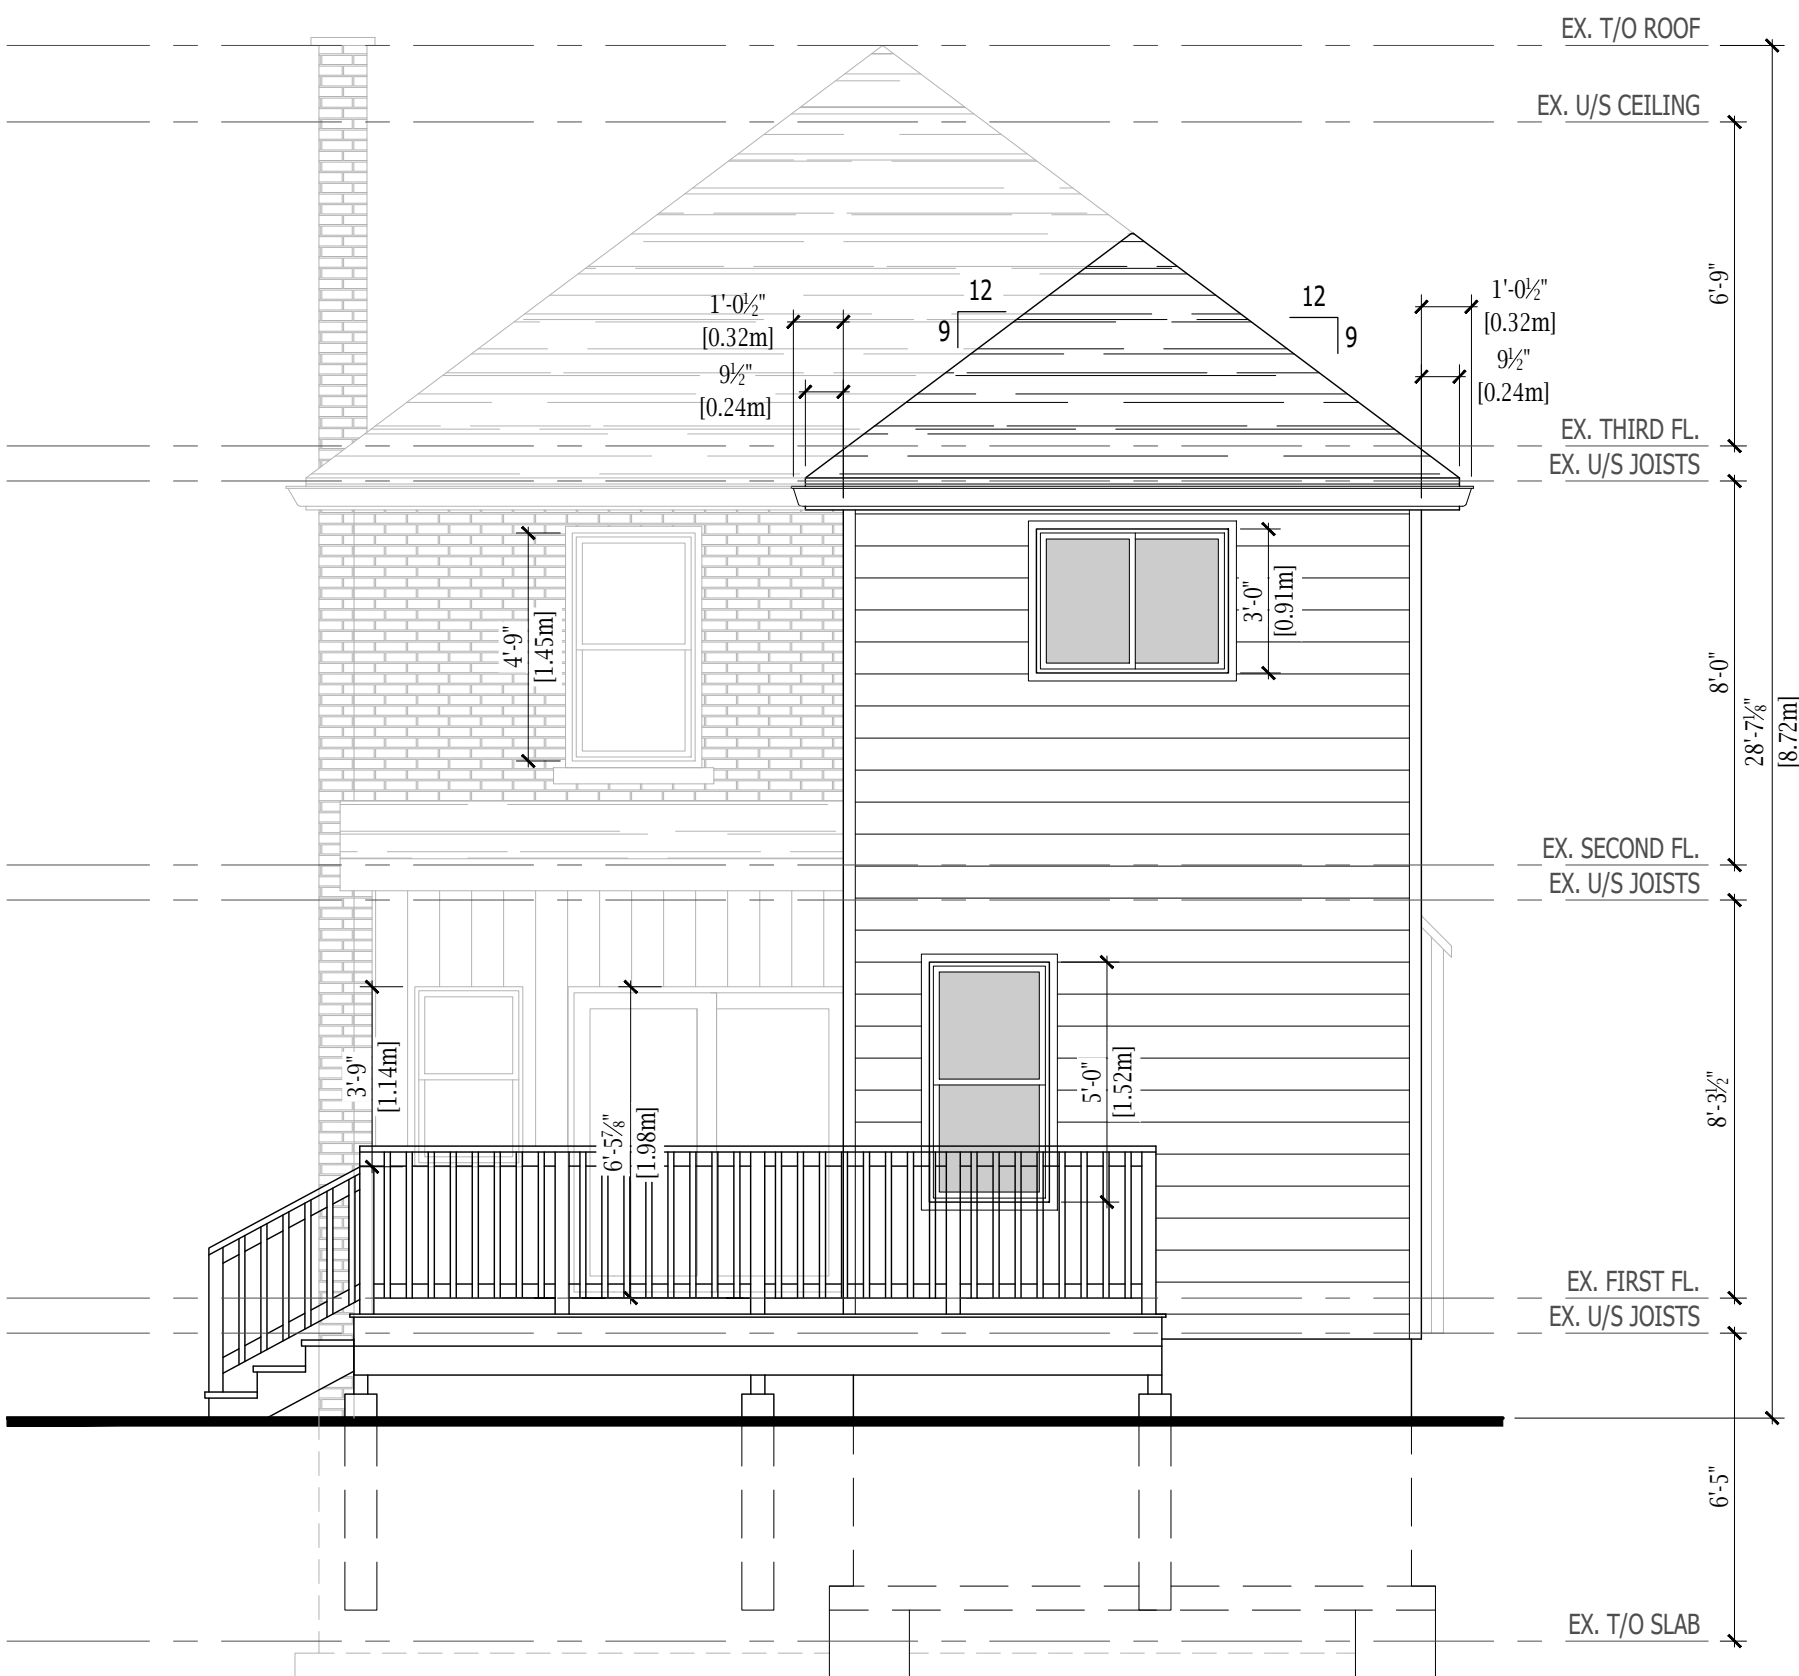 EX. T/O ROOF
EX. U/S CEILING
6'-9"
12
9
12
9
1'-0½"
[0.32m]
9½"
[0.24m]
1'-0½"
[0.32m]
9½"
[0.24m]
EX. THIRD FL.
EX. U/S JOISTS
4'-9"
[1.45m]
3'-0"
[0.91m]
8'-0"
28'-7⅛"
[8.72m]
EX. SECOND FL.
EX. U/S JOISTS
3'-9"
[1.14m]
6'-5⅞"
[1.98m]
5'-0"
[1.52m]
8'-3½"
EX. FIRST FL.
EX. U/S JOISTS
6'-5"
EX. T/O SLAB